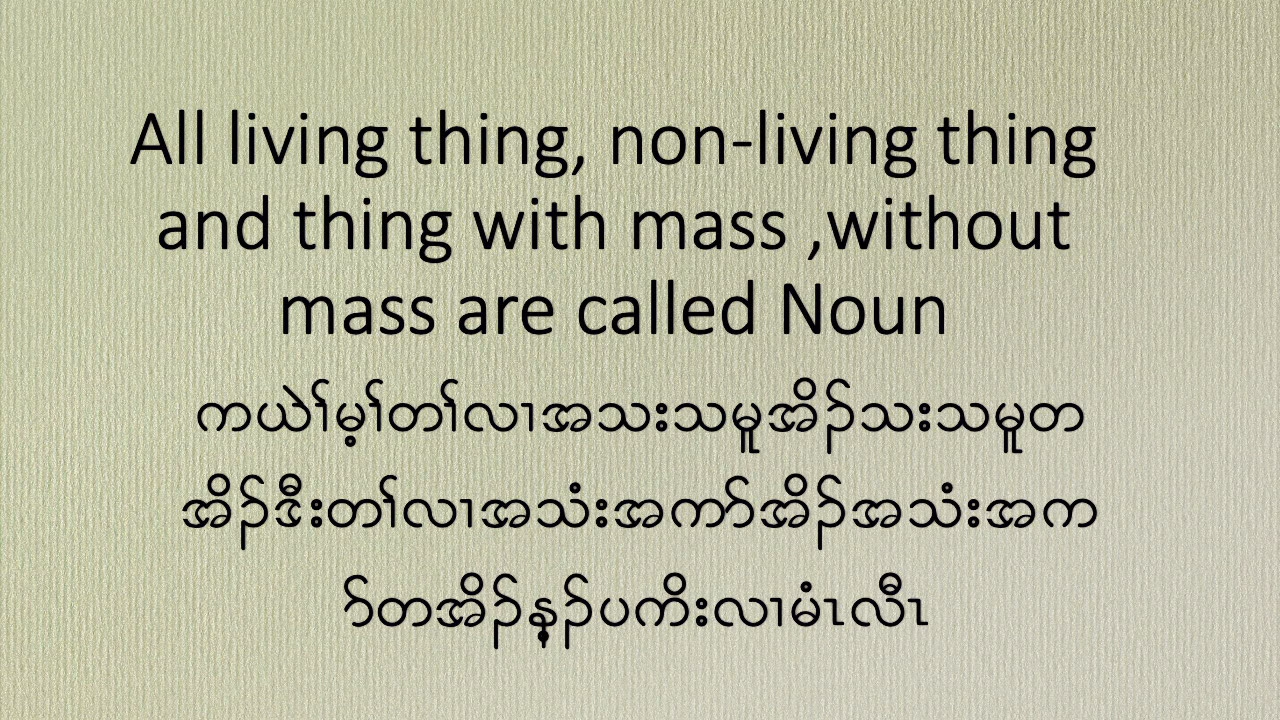 All living thing, non-living thing
and thing with mass ,without
mass are called Noun
ကယဲၢ်မ့ၢ်တၢ်လၢအသးသမူအိၣ်သးသမူတ
အိၣ်ဒီးတၢ်လၢအသံးအကာ်အိၣ်အသံးအက
ာ်တအိၣ်န့ၣ်ပကိးလၢမံၤလီၤ